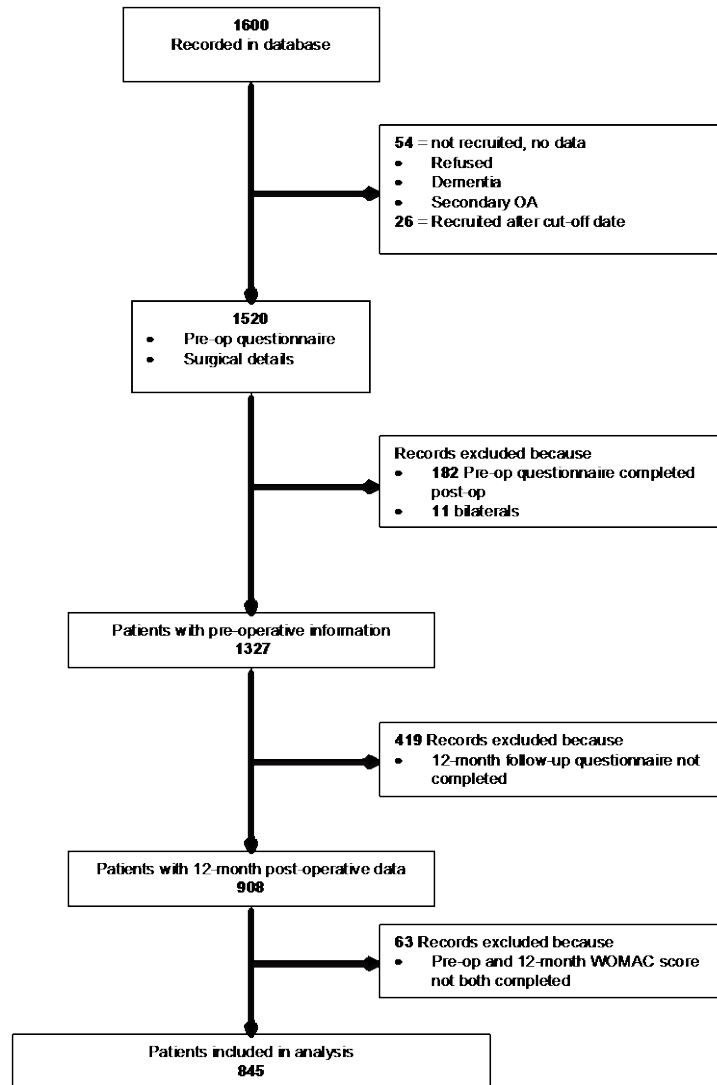 1600
Recorded in database
54 = not recruited, no data
• Refused
• Dementia
• Secondary OA
26 = Recruited after cut-off date
1520
• Pre-op questionnaire
• Surgical details
Records excluded because
• 182 Pre-op questionnaire completed
post-op
• 11 bilaterals
Patients with pre-operative information
1327
419 Records excluded because
• 12-month follow-up questionnaire not
completed
Patients with 12-month post-operative data
908
63 Records excluded because
• Pre-op and 12-month WOMAC score
not both completed
Patients included in analysis
845